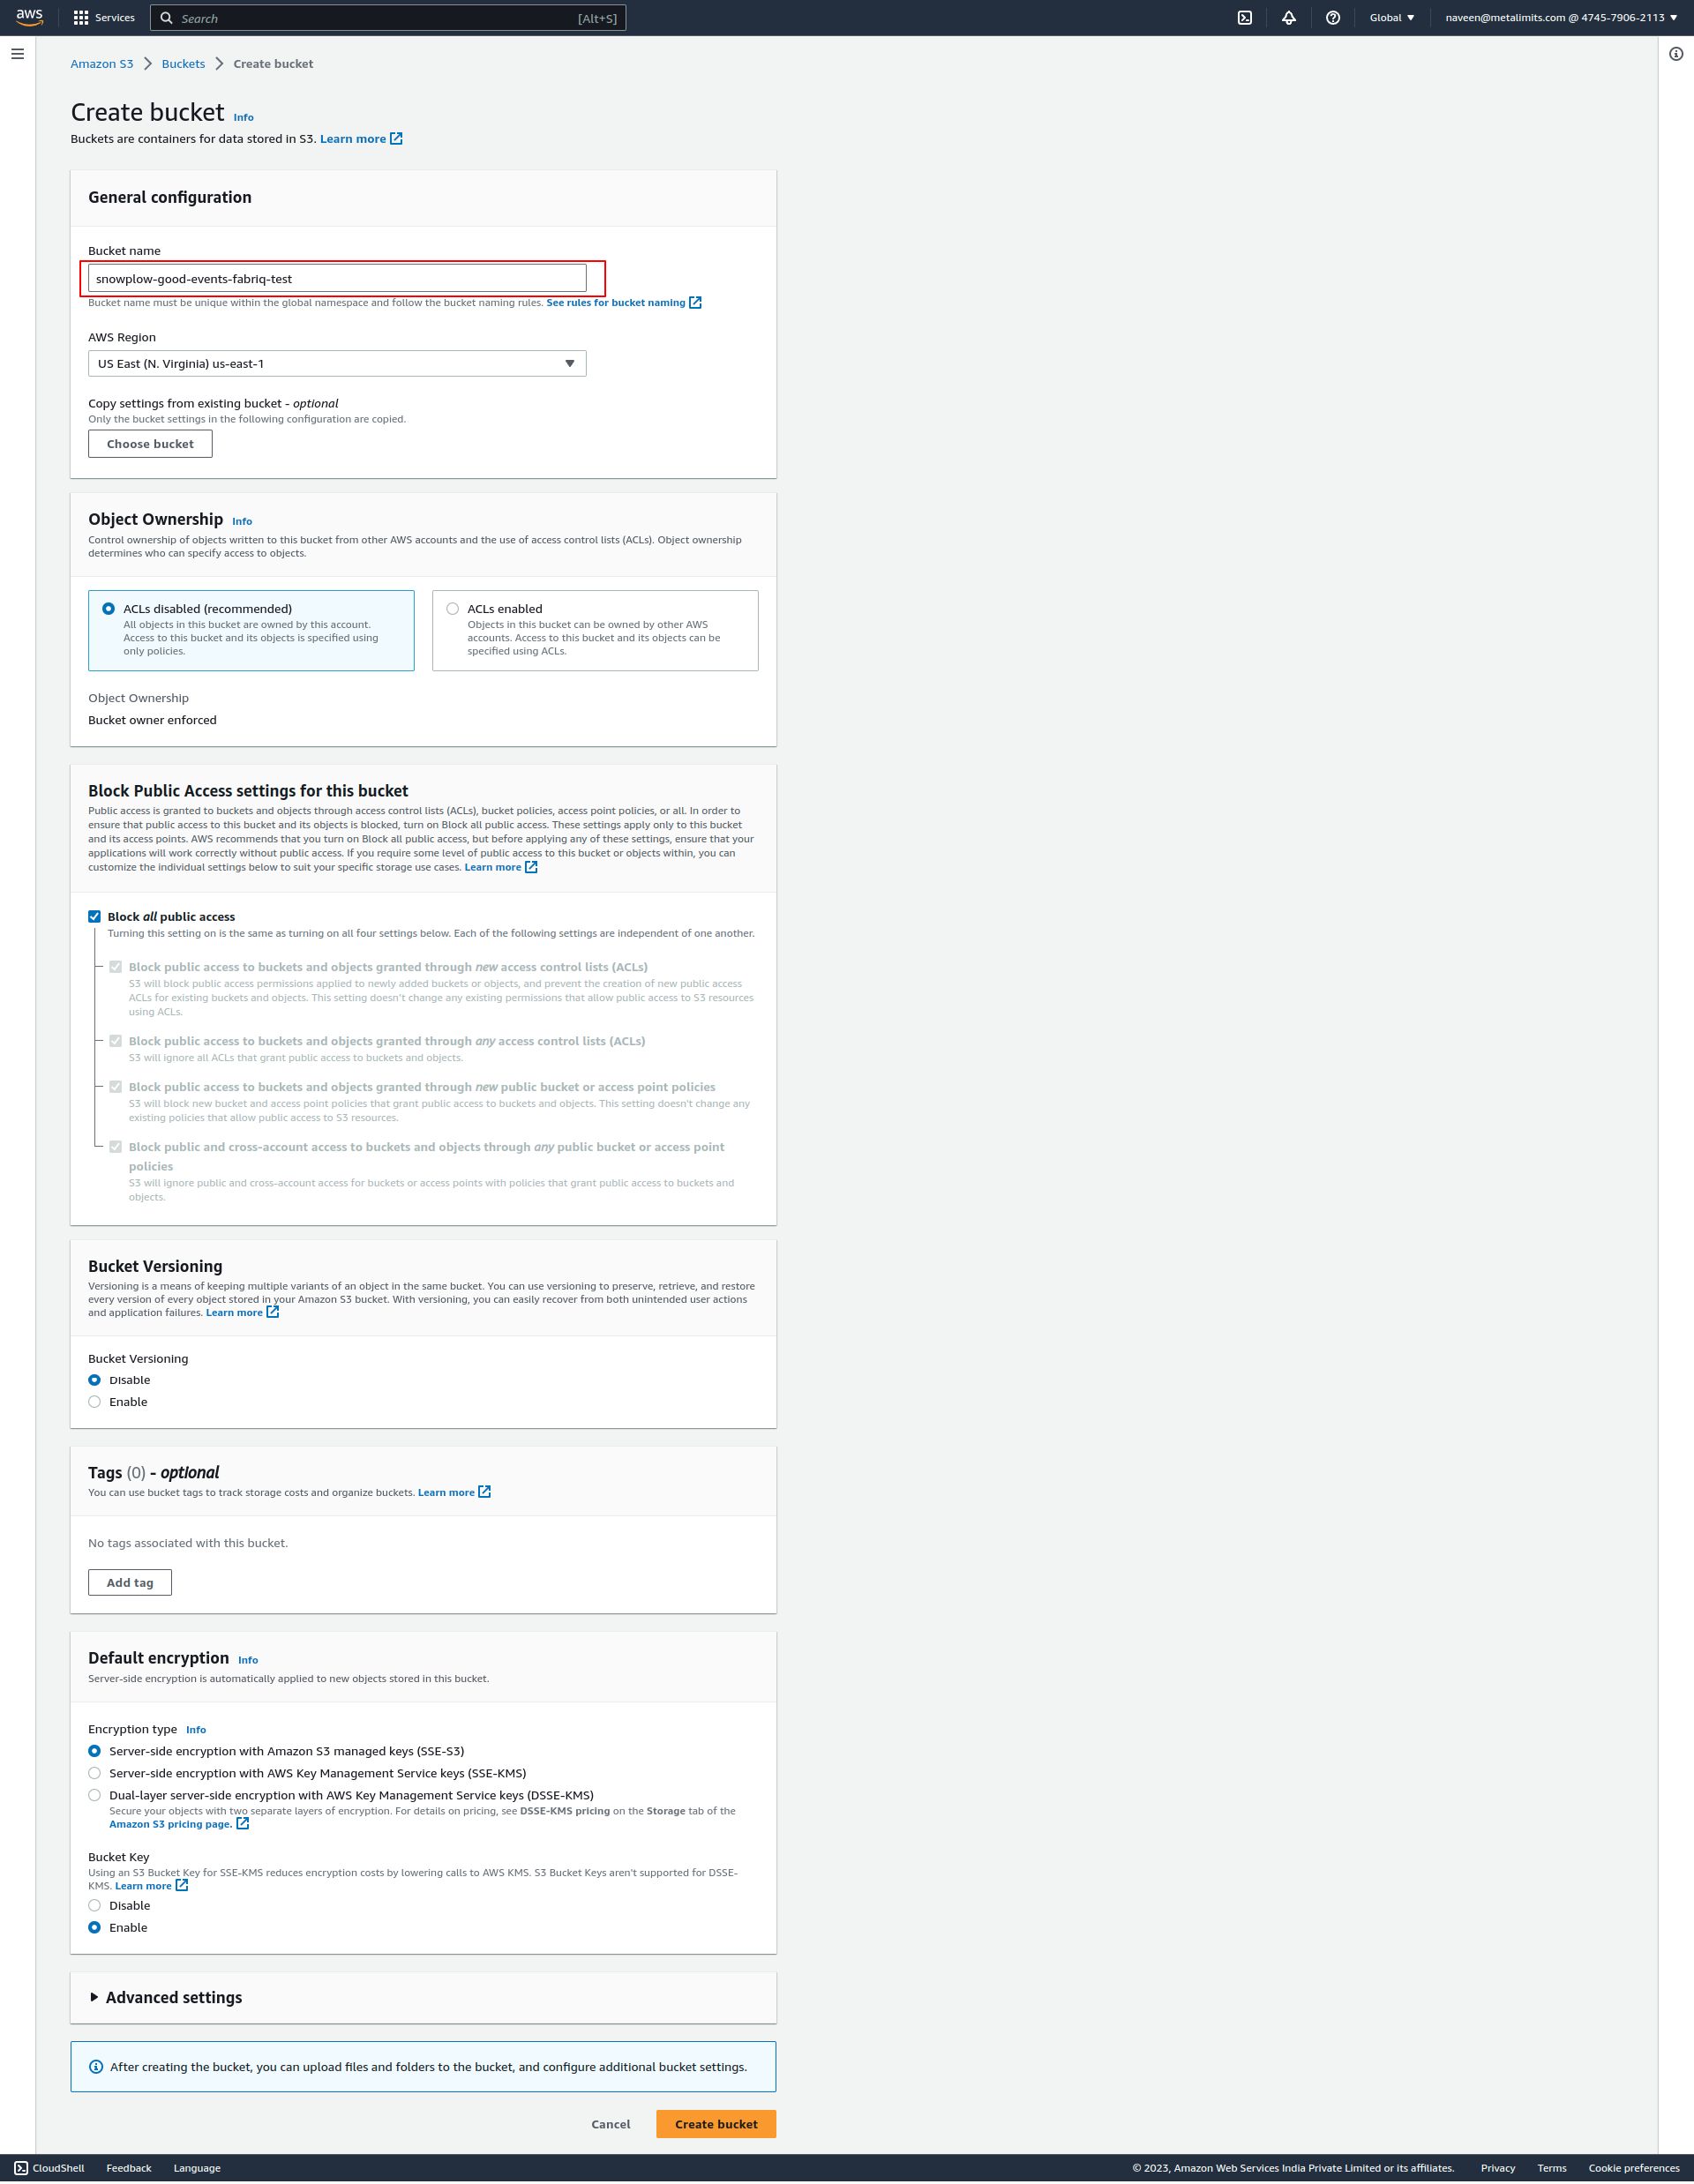 aws Services Search [Alt+S] Global naveen@metalimits.com @ 4745-7906-2113
Amazon S3 Buckets Create bucket
Create bucket Info
Buckets are containers for data stored in S3. Learn more
General configuration
Bucket name
snowplow-good-events-fabriq-test
Bucket name must be unique within the global namespace and follow the bucket naming rules. See rules for bucket naming
AWS Region
US East (N. Virginia) us-east-1
Copy settings from existing bucket - optional
Only the bucket settings in the following configuration are copied.
Choose bucket
Object Ownership Info
Control ownership of objects written to this bucket from other AWS accounts and the use of access control lists (ACLs). Object ownership
determines who can specify access to objects.
ACLs disabled (recommended)
All objects in this bucket are owned by this account.
Access to this bucket and its objects is specified using
only policies.
ACLs enabled
Objects in this bucket can be owned by other AWS
accounts. Access to this bucket and its objects can be
specified using ACLs.
Object Ownership
Bucket owner enforced
Block Public Access settings for this bucket
Public access is granted to buckets and objects through access control lists (ACLs), bucket policies, access point policies, or all. In order to
ensure that public access to this bucket and its objects is blocked, turn on Block all public access. These settings apply only to this bucket
and its access points. AWS recommends that you turn on Block all public access, but before applying any of these settings, ensure that your
applications will work correctly without public access. If you require some level of public access to this bucket or objects within, you can
customize the individual settings below to suit your specific storage use cases. Learn more
Block all public access
Turning this setting on is the same as turning on all four settings below. Each of the following settings are independent of one another.
Block public access to buckets and objects granted through new access control lists (ACLs)
S3 will block public access permissions applied to newly added buckets or objects, and prevent the creation of new public access
ACLs for existing buckets and objects. This setting doesn't change any existing permissions that allow public access to S3 resources
using ACLs.
Block public access to buckets and objects granted through any access control lists (ACLs)
S3 will ignore all ACLs that grant public access to buckets and objects.
Block public access to buckets and objects granted through new public bucket or access point policies
S3 will block new bucket and access point policies that grant public access to buckets and objects. This setting doesn't change any
existing policies that allow public access to S3 resources.
Block public and cross-account access to buckets and objects through any public bucket or access point
policies
S3 will ignore public and cross-account access for buckets or access points with policies that grant public access to buckets and
objects.
Bucket Versioning
Versioning is a means of keeping multiple variants of an object in the same bucket. You can use versioning to preserve, retrieve, and restore
every version of every object stored in your Amazon S3 bucket. With versioning, you can easily recover from both unintended user actions
and application failures. Learn more
Bucket Versioning
Disable
Enable
Tags (0) - optional
You can use bucket tags to track storage costs and organize buckets. Learn more
No tags associated with this bucket.
Add tag
Default encryption Info
Server-side encryption is automatically applied to new objects stored in this bucket.
Encryption type Info
Server-side encryption with Amazon S3 managed keys (SSE-S3)
Server-side encryption with AWS Key Management Service keys (SSE-KMS)
Dual-layer server-side encryption with AWS Key Management Service keys (DSSE-KMS)
Secure your objects with two separate layers of encryption. For details on pricing, see DSSE-KMS pricing on the Storage tab of the
Amazon S3 pricing page.
Bucket Key
Using an S3 Bucket Key for SSE-KMS reduces encryption costs by lowering calls to AWS KMS. S3 Bucket Keys aren't supported for DSSE-
KMS. Learn more
Disable
Enable
Advanced settings
After creating the bucket, you can upload files and folders to the bucket, and configure additional bucket settings.
Cancel Create bucket
CloudShell Feedback Language © 2023, Amazon Web Services India Private Limited or its affiliates. Privacy Terms Cookie preferences